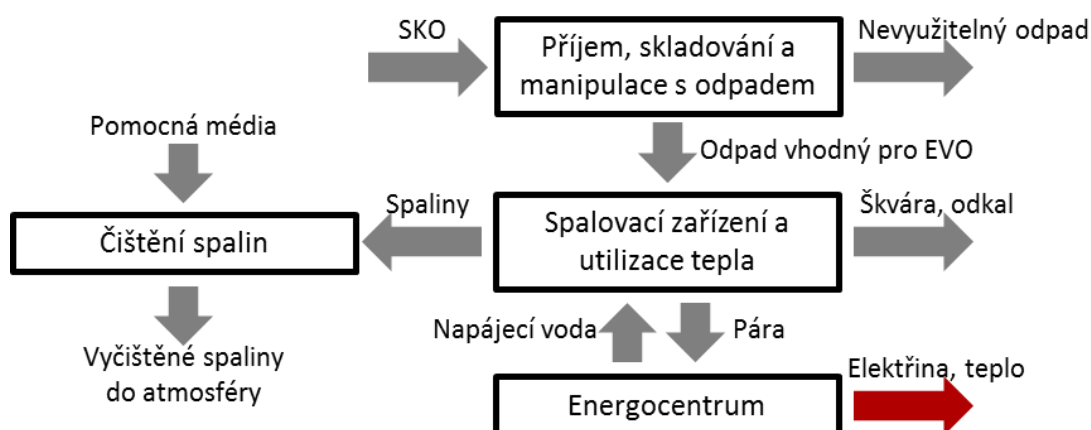 SKO
Příjem, skladování a
manipulace s odpadem
Nevyužitelný odpad
Pomocná média
Odpad vhodný pro EVO
Čištění spalin
Spaliny
Spalovací zařízení a
utilizace tepla
Škvára, odkal
Napájecí voda
Pára
Vyčištěné spaliny
do atmosféry
Energocentrum
Elektřina, teplo